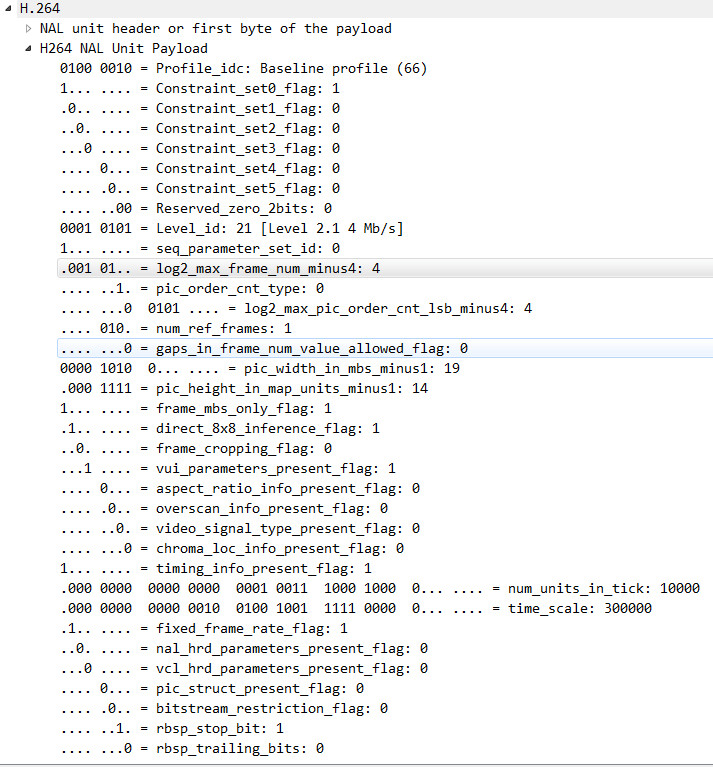 H.264
NAL unit header or first byte of the payload
H264 NAL Unit Payload
0100 0010 = Profile_idc: Baseline profile (66)
1... .... = Constraint_set0_flag: 1
.0.. .... = Constraint_set1_flag: 0
..0. .... = Constraint_set2_flag: 0
...0 .... = Constraint_set3_flag: 0
.... 0... = Constraint_set4_flag: 0
.... .0.. = Constraint_set5_flag: 0
.... ..00 = Reserved_zero_2bits: 0
0001 0101 = Level_id: 21 [Level 2.1 4 Mb/s]
1... .... = seq_parameter_set_id: 0
.001 01.. = log2_max_frame_num_minus4: 4
.... ..1. = pic_order_cnt_type: 0
.... ...0  0101 .... = log2_max_pic_order_cnt_lsb_minus4: 4
.... 010. = num_ref_frames: 1
.... ...0 = gaps_in_frame_num_value_allowed_flag: 0
0000 1010  0... .... = pic_width_in_mbs_minus1: 19
.000 1111 = pic_height_in_map_units_minus1: 14
1... .... = frame_mbs_only_flag: 1
.1.. .... = direct_8x8_inference_flag: 1
..0. .... = frame_cropping_flag: 0
...1 .... = vui_parameters_present_flag: 1
.... 0... = aspect_ratio_info_present_flag: 0
.... .0.. = overscan_info_present_flag: 0
.... ..0. = video_signal_type_present_flag: 0
.... ...0 = chroma_loc_info_present_flag: 0
1... .... = timing_info_present_flag: 1
.000 0000  0000 0000  0001 0011  1000 1000  0... .... = num_units_in_tick: 10000
.000 0000  0000 0010  0100 1001  1111 0000  0... .... = time_scale: 300000
.1.. .... = fixed_frame_rate_flag: 1
..0. .... = nal_hrd_parameters_present_flag: 0
...0 .... = vcl_hrd_parameters_present_flag: 0
.... 0... = pic_struct_present_flag: 0
.... .0.. = bitstream_restriction_flag: 0
.... ..1. = rbsp_stop_bit: 1
.... ...0 = rbsp_trailing_bits: 0